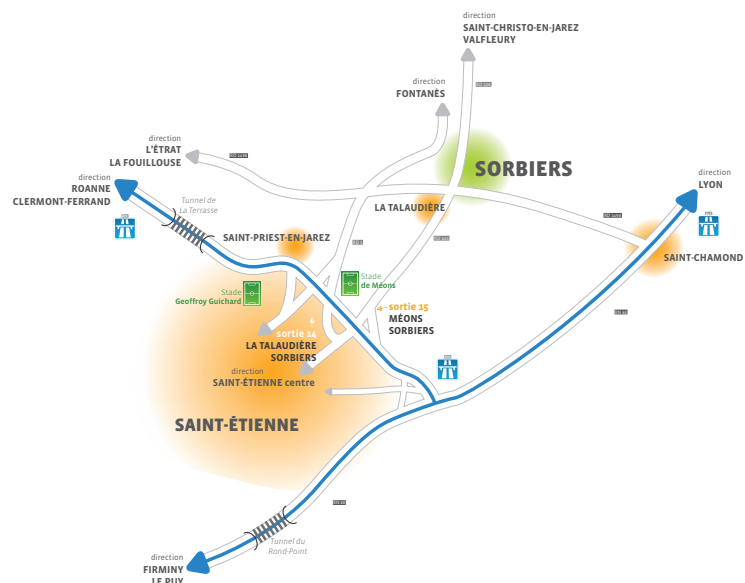 direction
SAINT-CHRISTO-EN-JAREZ
VALFLEURY
direction
FONTANÈS
direction
L'ÉTRAT
LA FOUILLOUSE
SORBIERS
direction
ROANNE
CLERMONT-FERRAND
direction
LYON
Tunnel de
La Terrasse
LA TALAUDIÈRE
SAINT-PRIEST-EN-JAREZ
SAINT-CHAMOND
Stade
de Méons
Stade
Geoffroy Guichard
sortie 15
MÉONS
SORBIERS
sortie 14
LA TALAUDIÈRE
SORBIERS
direction
SAINT-ÉTIENNE centre
SAINT-ÉTIENNE
Tunnel du
Rond-Point
direction
FIRMINY
LE PUY